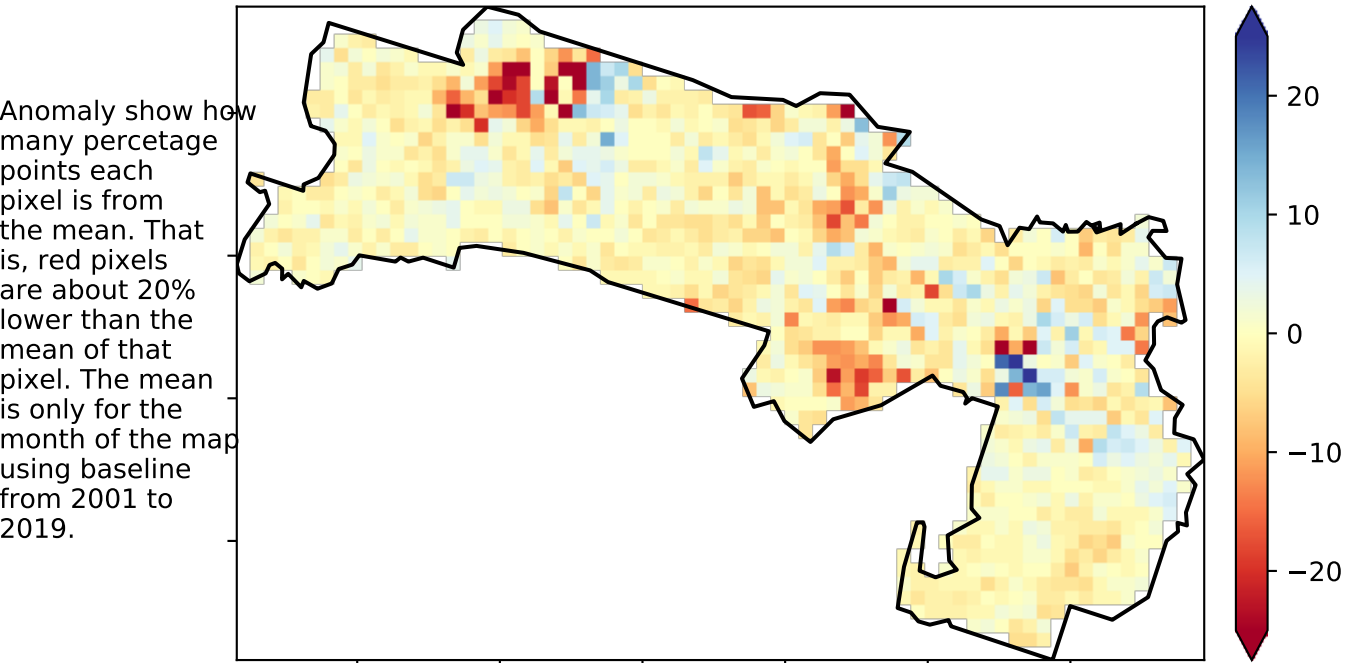 Anomaly show how
many percetage
points each
pixel is from
the mean. That
is, red pixels
are about 20%
lower than the
mean of that
pixel. The mean
is only for the
month of the map
using baseline
from 2001 to
2019.
20
10
0
−10
−20